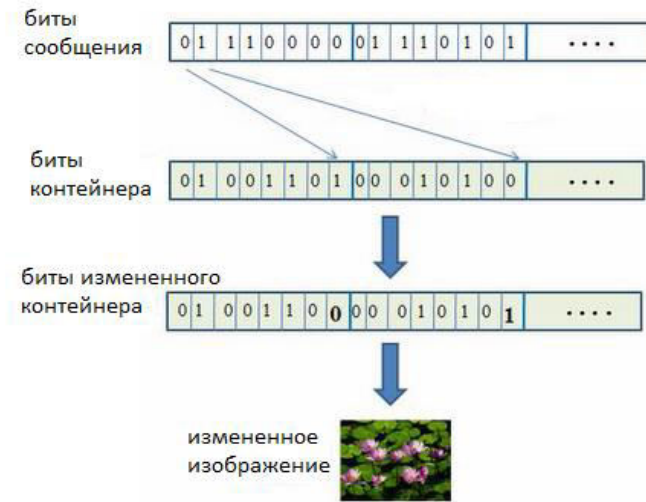 биты
сообщения
0 1 1 1 0 0 0 0 0 1 1 1 0 1 0 1 ....
биты
контейнера
0 1 0 0 1 1 0 1 0 0 0 1 0 1 0 0 ....
биты измененного
контейнера
0 1 0 0 1 1 0 0 0 0 0 1 0 1 0 1 ....
измененное
изображение